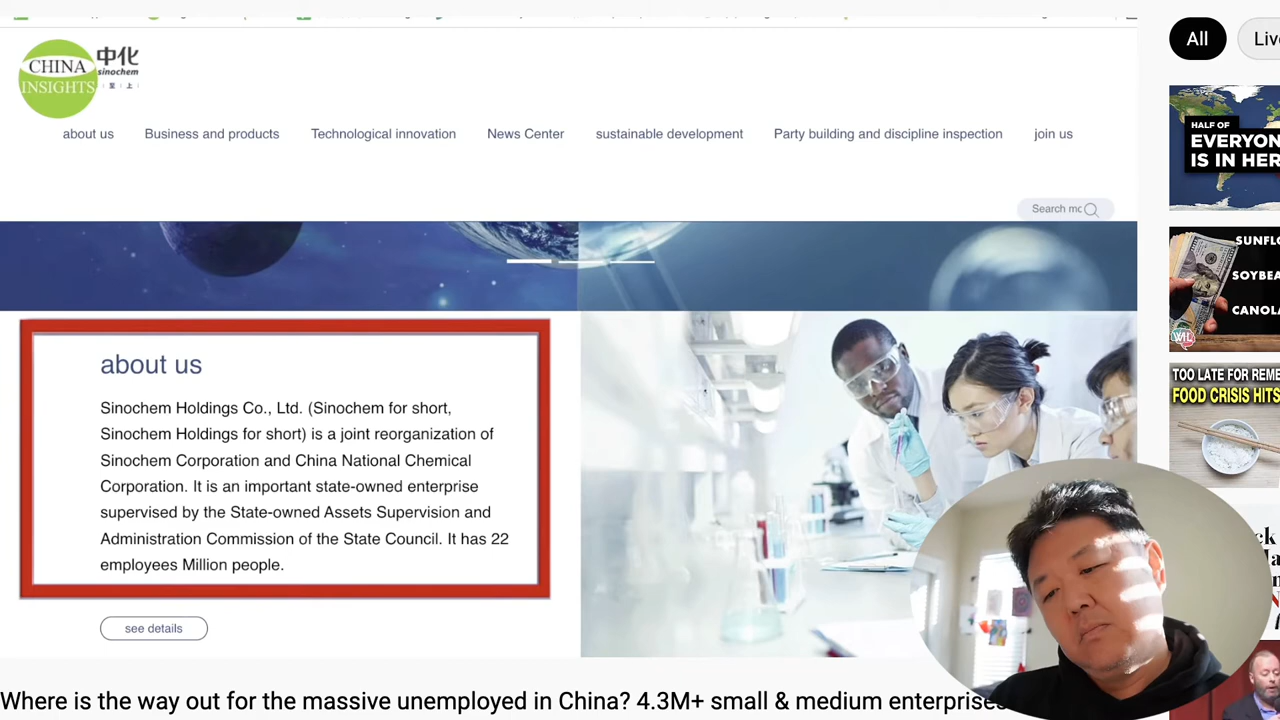 All
Live
CHINA
INSIGHTS
中化
sinochem
about us
Business and products
Technological innovation
News Center
sustainable development
Party building and discipline inspection
join us
Search mo
HALF OF
EVERYON
IS IN HER
SUNFL
SOYBEA
CANOLA
about us
Sinochem Holdings Co., Ltd. (Sinochem for short,
Sinochem Holdings for short) is a joint reorganization of
Sinochem Corporation and China National Chemical
Corporation. It is an important state-owned enterprise
supervised by the State-owned Assets Supervision and
Administration Commission of the State Council. It has 22
employees Million people.
TOO LATE FOR REME
FOOD CRISIS HITS
see details
Where is the way out for the massive unemployed in China? 4.3M+ small & medium enterprises